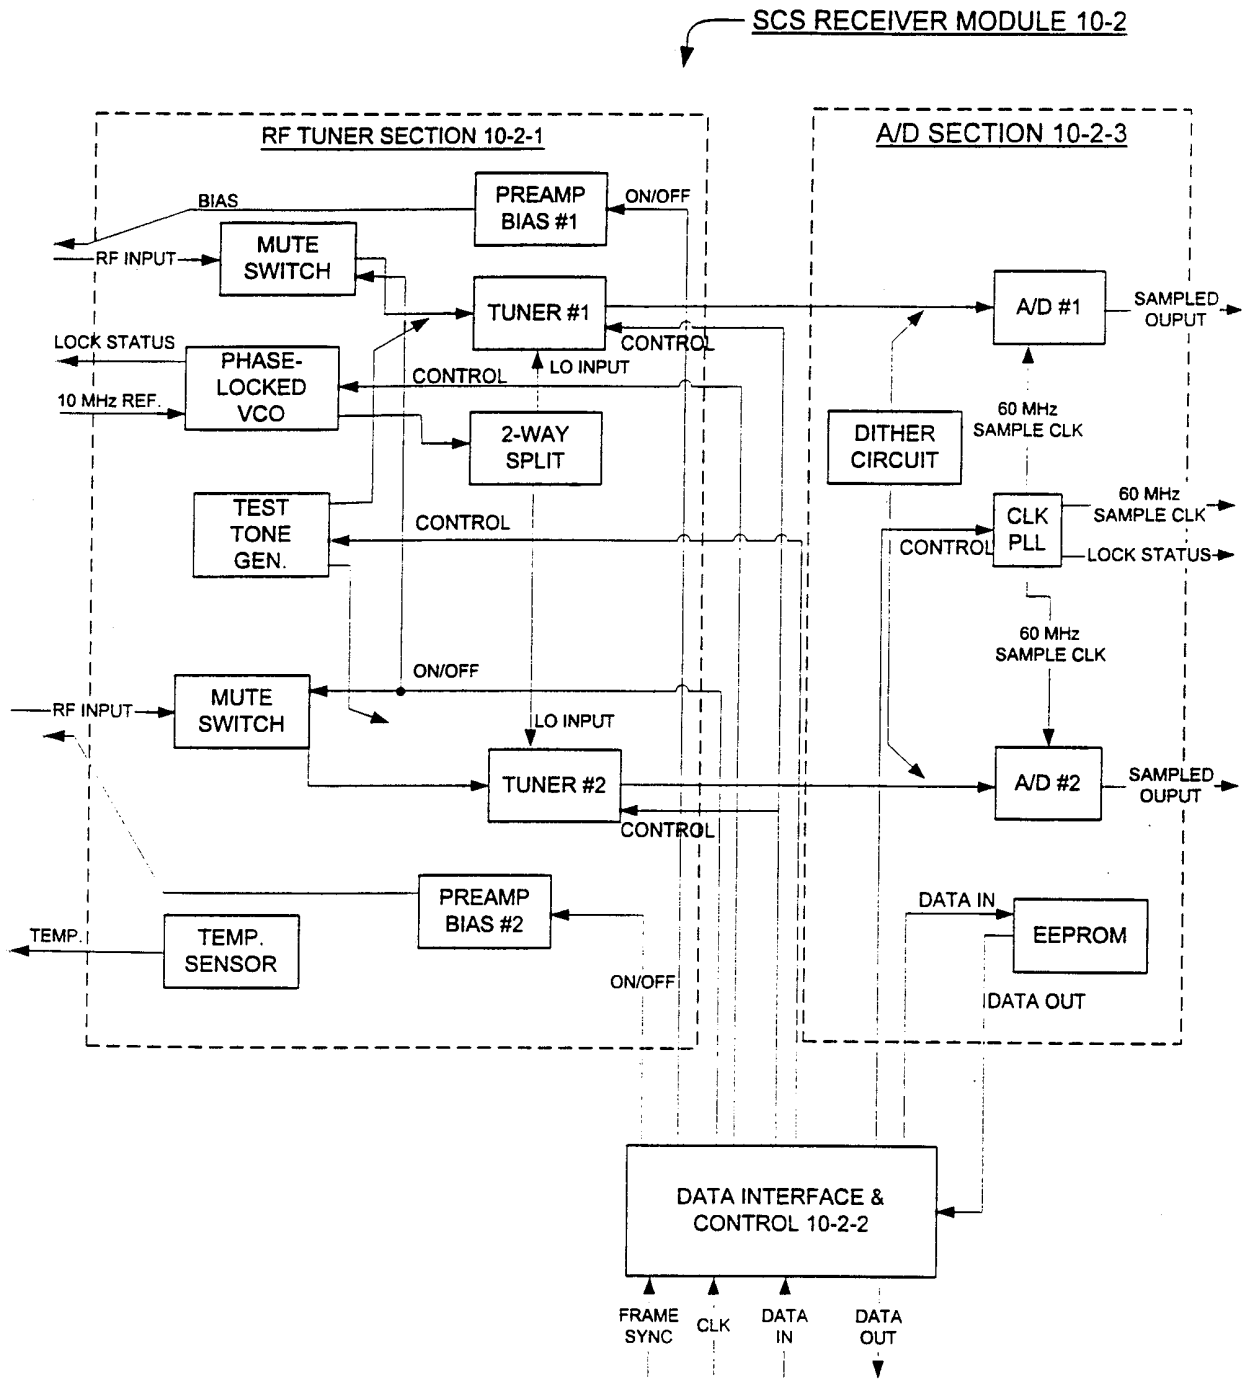 SCS RECEIVER MODULE 10-2
RF TUNER SECTION 10-2-1
A/D SECTION 10-2-3
BIAS
PREAMP
BIAS #1
ON/OFF
RF INPUT
MUTE
SWITCH
TUNER #1
A/D #1
SAMPLED
OUPUT
LOCK STATUS
PHASE-
LOCKED
VCO
CONTROL
LO INPUT
CONTROL
10 MHz REF.
2-WAY
SPLIT
DITHER
CIRCUIT
60 MHz
SAMPLE CLK
TEST
TONE
GEN.
CONTROL
CONTROL
CLK
PLL
60 MHz
SAMPLE CLK
LOCK STATUS
60 MHz
SAMPLE CLK
ON/OFF
RF INPUT
MUTE
SWITCH
LO INPUT
TUNER #2
CONTROL
A/D #2
SAMPLED
OUPUT
PREAMP
BIAS #2
DATA IN
EEPROM
TEMP.
TEMP.
SENSOR
ON/OFF
DATA OUT
DATA INTERFACE &
CONTROL 10-2-2
FRAME
SYNC
CLK
DATA
IN
DATA
OUT